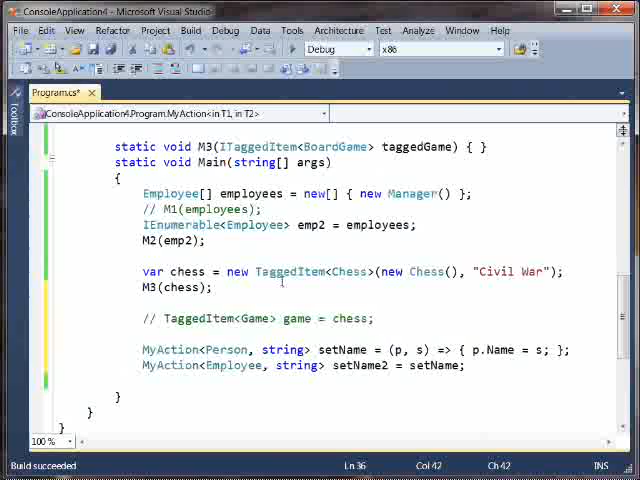 ConsoleApplication4 - Microsoft Visual Studio
File Edit View Refactor Project Build Debug Data Tools Architecture Test Analyze Window Help
Debug x86
Program.cs* ×
Toolbox
ConsoleApplication4.Program.MyAction<in T1, in T2>
static void M3(ITaggedItem<BoardGame> taggedGame) { }
static void Main(string[] args)
{
Employee[] employees = new[] { new Manager() };
// M1(employees);
IEnumerable<Employee> emp2 = employees;
M2(emp2);
var chess = new TaggedItem<Chess>(new Chess(), "Civil War");
M3(chess);
// TaggedItem<Game> game = chess;
MyAction<Person, string> setName = (p, s) => { p.Name = s; };
MyAction<Employee, string> setName2 = setName;
}
}
}
100 %
Build succeeded Ln 36 Col 42 Ch 42 INS